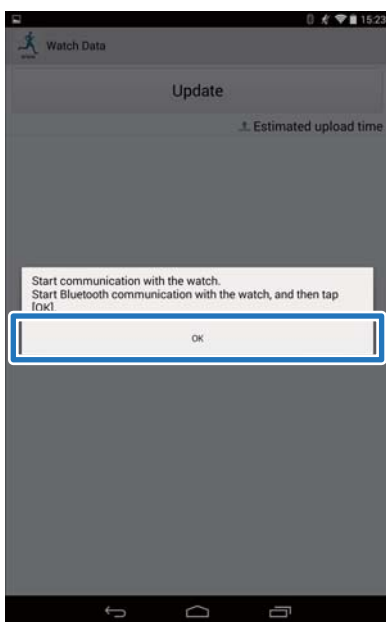 15:23
Watch Data
Update
Estimated upload time
Start communication with the watch.
Start Bluetooth communication with the watch, and then tap
[OK].
OK